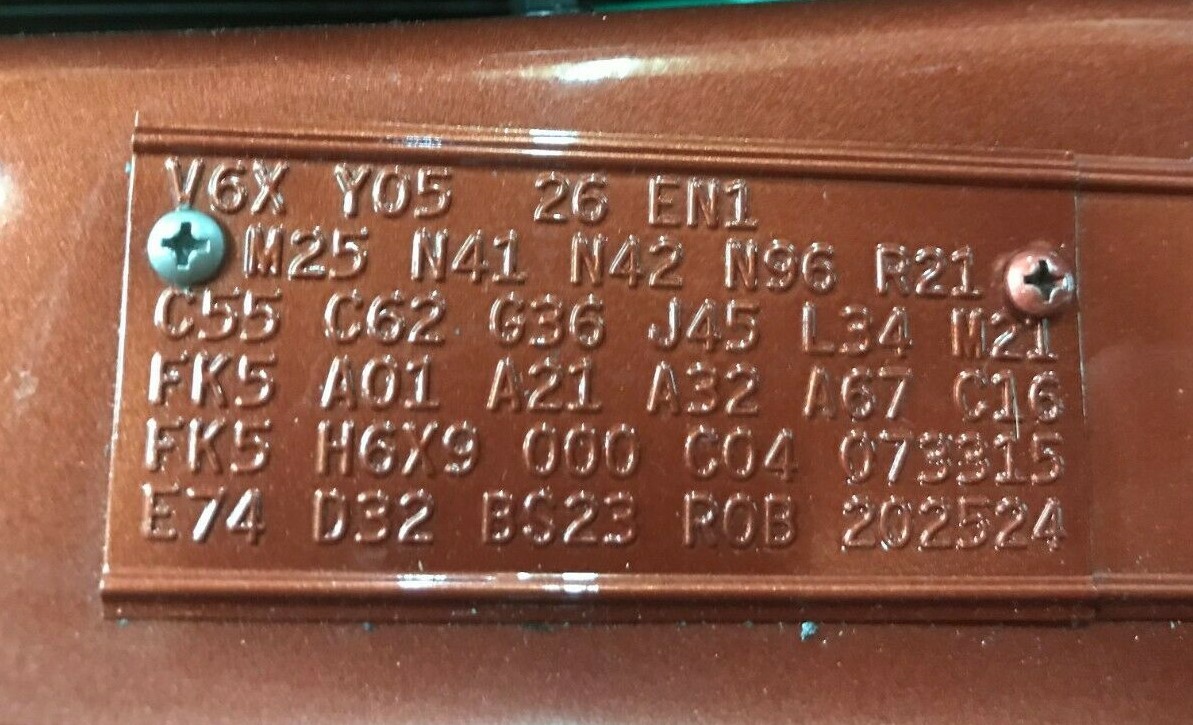 V6X Y05 26 EN1
M25 N41 N42 N96 R21
C55 C62 G36 J45 L34 M21
FK5 A01 A21 A32 A67 C16
FK5 H6X9 000 C04 073315
E74 D32 BS23 R0B 202524